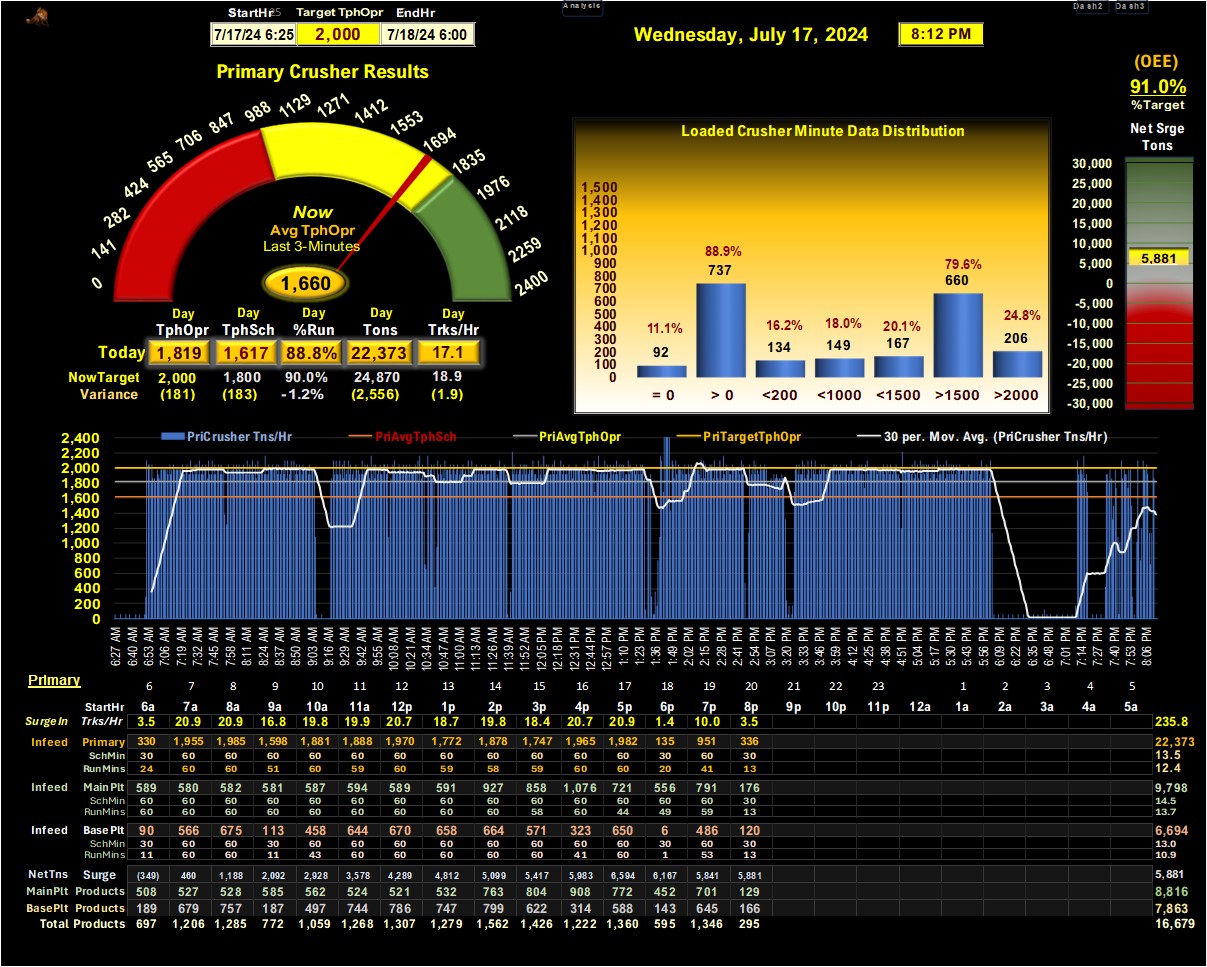 StartHr25 Target TphOpr EndHr
7/17/24 6:25 2,000 7/18/24 6:00
Analysis
Dash2 Dash3
Wednesday, July 17, 2024 8:12 PM
(OEE)
91.0%
%Target
Net Srge
Tons
30,000
25,000
20,000
15,000
10,000
5,881
5,000
0
-5,000
-10,000
-15,000
-20,000
-25,000
-30,000
Primary Crusher Results
0 141 282 424 565 706 847 988 1129 1271 1412 1553 1694 1835 1976 2118 2259 2400
Now
Avg TphOpr
Last 3-Minutes
1,660
Day Day Day Day Day
TphOpr TphSch %Run Tons Trks/Hr
Today 1,819 1,617 88.8% 22,373 17.1
NowTarget 2,000 1,800 90.0% 24,870 18.9
Variance (181) (183) -1.2% (2,556) (1.9)
Loaded Crusher Minute Data Distribution
1,500
1,400
1,300
1,200
1,100
1,000
900
800
700
600
500
400
300
200
100
0
11.1% 88.9% 16.2% 18.0% 20.1% 79.6% 24.8%
92 737 134 149 167 660 206
= 0 > 0 <200 <1000 <1500 >1500 >2000
PriCrusher Tns/Hr PriAvgTphSch PriAvgTphOpr PriTargetTphOpr 30 per. Mov. Avg. (PriCrusher Tns/Hr)
2,400
2,200
2,000
1,800
1,600
1,400
1,200
1,000
800
600
400
200
0
6:27 AM 6:40 AM 6:53 AM 7:06 AM 7:19 AM 7:32 AM 7:45 AM 7:58 AM 8:11 AM 8:24 AM 8:37 AM 8:50 AM 9:03 AM 9:16 AM 9:29 AM 9:42 AM 9:55 AM 10:08 AM 10:21 AM 10:34 AM 10:47 AM 11:00 AM 11:13 AM 11:26 AM 11:39 AM 11:52 AM 12:05 PM 12:18 PM 12:31 PM 12:44 PM 12:57 PM 1:10 PM 1:23 PM 1:36 PM 1:49 PM 2:02 PM 2:15 PM 2:28 PM 2:41 PM 2:54 PM 3:07 PM 3:20 PM 3:33 PM 3:46 PM 3:59 PM 4:12 PM 4:25 PM 4:38 PM 4:51 PM 5:04 PM 5:17 PM 5:30 PM 5:43 PM 5:56 PM 6:09 PM 6:22 PM 6:35 PM 6:48 PM 7:01 PM 7:14 PM 7:27 PM 7:40 PM 7:53 PM 8:06 PM
Primary
6 7 8 9 10 11 12 13 14 15 16 17 18 19 20 21 22 23 1 2 3 4 5
StartHr 6a 7a 8a 9a 10a 11a 12p 1p 2p 3p 4p 5p 6p 7p 8p 9p 10p 11p 12a 1a 2a 3a 4a 5a
SurgeIn Trks/Hr 3.5 20.9 20.9 16.8 19.8 19.9 20.7 18.7 19.8 18.4 20.7 20.9 1.4 10.0 3.5 235.8
Infeed Primary 330 1,955 1,985 1,598 1,881 1,888 1,970 1,772 1,878 1,747 1,965 1,982 135 951 336 22,373
SchMin 30 60 60 60 60 60 60 60 60 60 60 60 30 60 30 13.5
RunMins 24 60 60 51 60 59 60 59 58 59 60 60 20 41 13 12.4
Infeed MainPlt 589 580 582 581 587 594 589 591 927 858 1,076 721 556 791 176 9,798
SchMin 60 60 60 60 60 60 60 60 60 60 60 60 60 60 30 14.5
RunMins 60 60 60 60 60 60 60 60 60 58 60 44 49 59 13 13.7
Infeed BasePlt 90 566 675 113 458 644 670 658 664 571 323 650 6 486 120 6,694
SchMin 30 60 60 30 60 60 60 60 60 60 60 60 30 60 30 13.0
RunMins 11 60 60 11 43 60 60 60 60 60 41 60 1 53 13 10.9
NetTns Surge (349) 460 1,188 2,092 2,928 3,578 4,289 4,812 5,099 5,417 5,983 6,594 6,167 5,841 5,881 5,881
MainPlt Products 508 527 528 585 562 524 521 532 763 804 908 772 452 701 129 8,816
BasePlt Products 189 679 757 187 497 744 786 747 799 622 314 588 143 645 166 7,863
Total Products 697 1,206 1,285 772 1,059 1,268 1,307 1,279 1,562 1,426 1,222 1,360 595 1,346 295 16,679